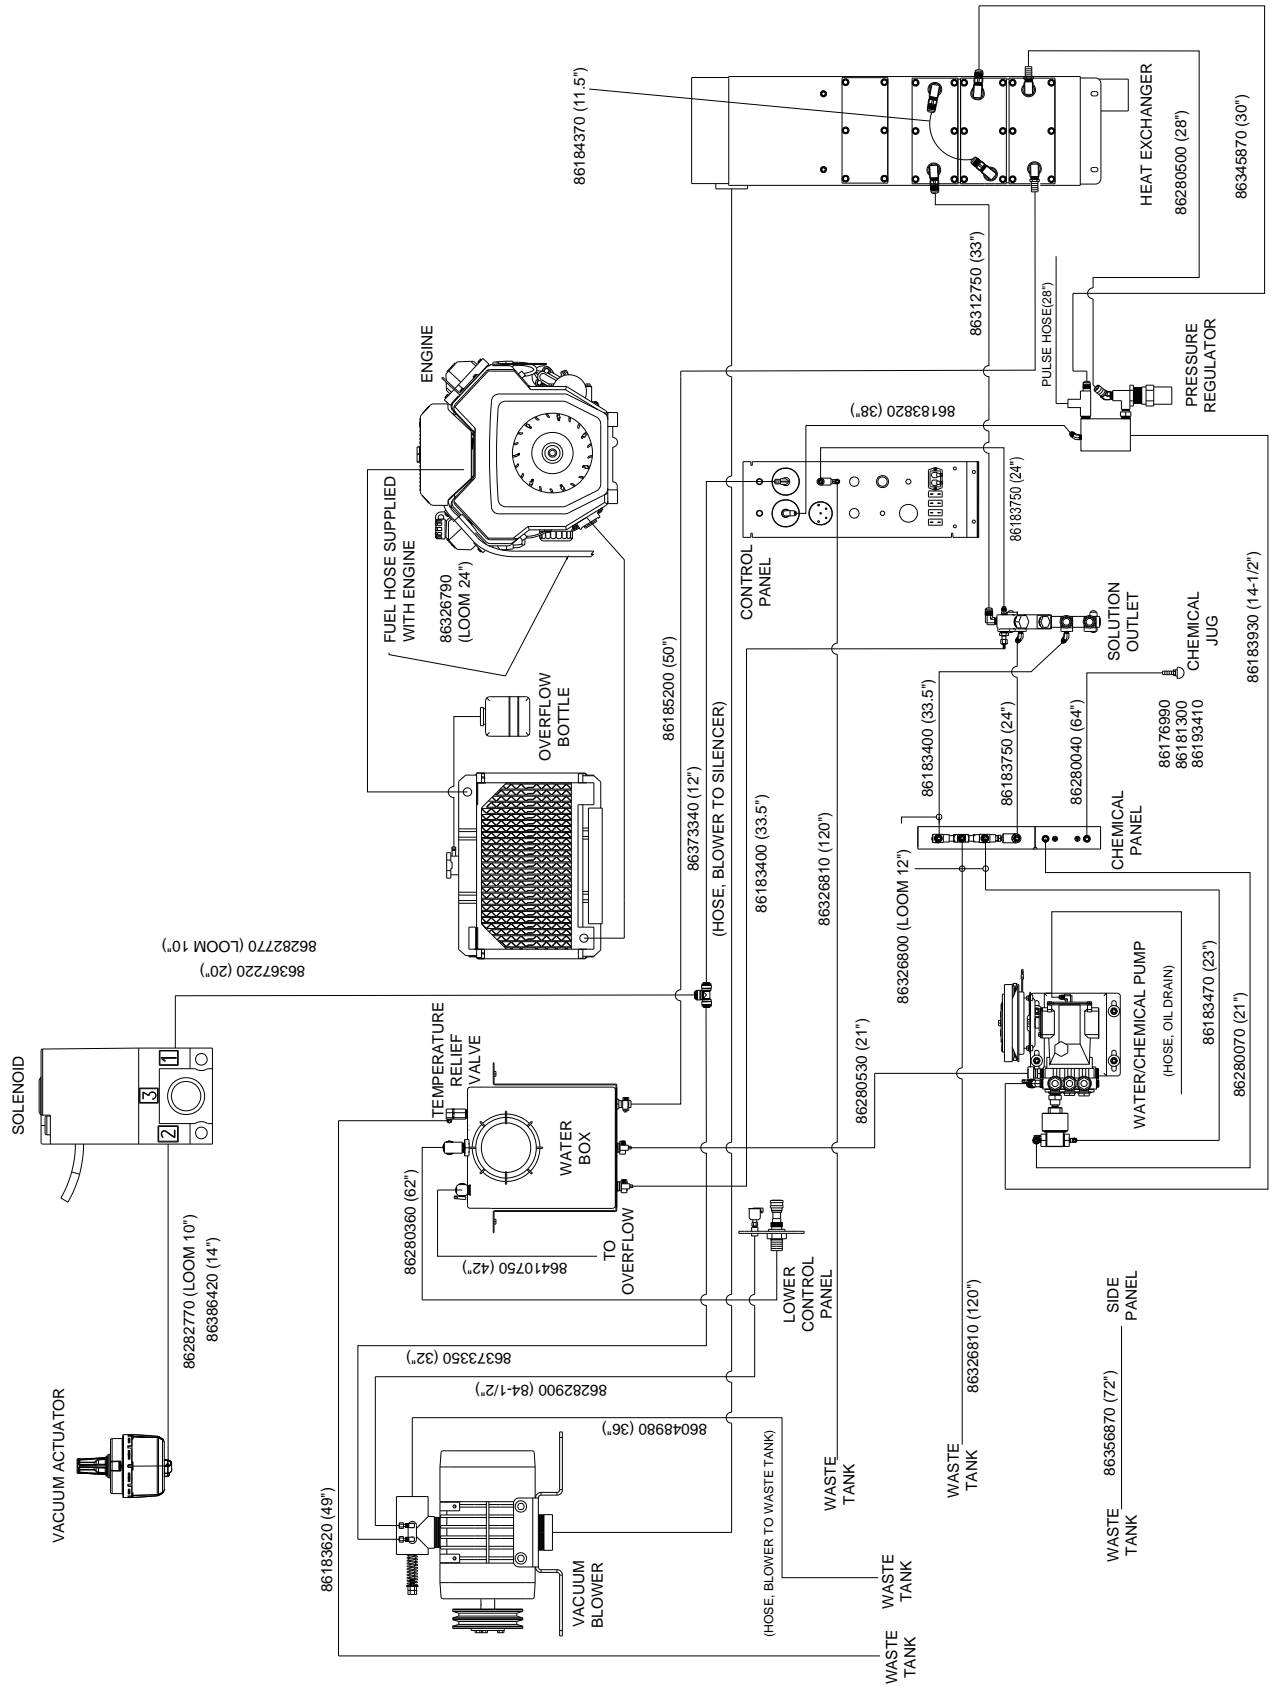 VACUUM ACTUATOR
86282770 (LOOM 10")
86386420 (14")
SOLENOID
1
2
3
86367220 (20")
86282770 (LOOM 10")
86183620 (49")
VACUUM
BLOWER
86373350 (32")
86282900 (84-1/2")
86048980 (36")
(HOSE, BLOWER TO WASTE TANK)
WASTE
TANK
WASTE
TANK
86280360 (62")
86410750 (42")
TO
OVERFLOW
TEMPERATURE
RELIEF
VALVE
WATER
BOX
LOWER
CONTROL
PANEL
WASTE
TANK
OVERFLOW
BOTTLE
FUEL HOSE SUPPLIED
WITH ENGINE
86326790
(LOOM 24")
ENGINE
86185200 (50")
86373340 (12")
(HOSE, BLOWER TO SILENCER)
86183400 (33.5")
86326810 (120")
86280530 (21")
CONTROL
PANEL
86183820 (38")
86183750 (24")
86184370 (11.5")
HEAT EXCHANGER
86280500 (28")
86345870 (30")
86312750 (33")
PULSE HOSE(28")
PRESSURE
REGULATOR
SOLUTION
OUTLET
86183930 (14-1/2")
86183400 (33.5")
86183750 (24")
86280040 (64")
CHEMICAL
JUG
86176990
86181300
86193410
86326800 (LOOM 12")
CHEMICAL
PANEL
WATER/CHEMICAL PUMP
(HOSE, OIL DRAIN)
86183470 (23")
86280070 (21")
WASTE
TANK
86326810 (120")
WASTE
TANK
86356870 (72")
SIDE
PANEL